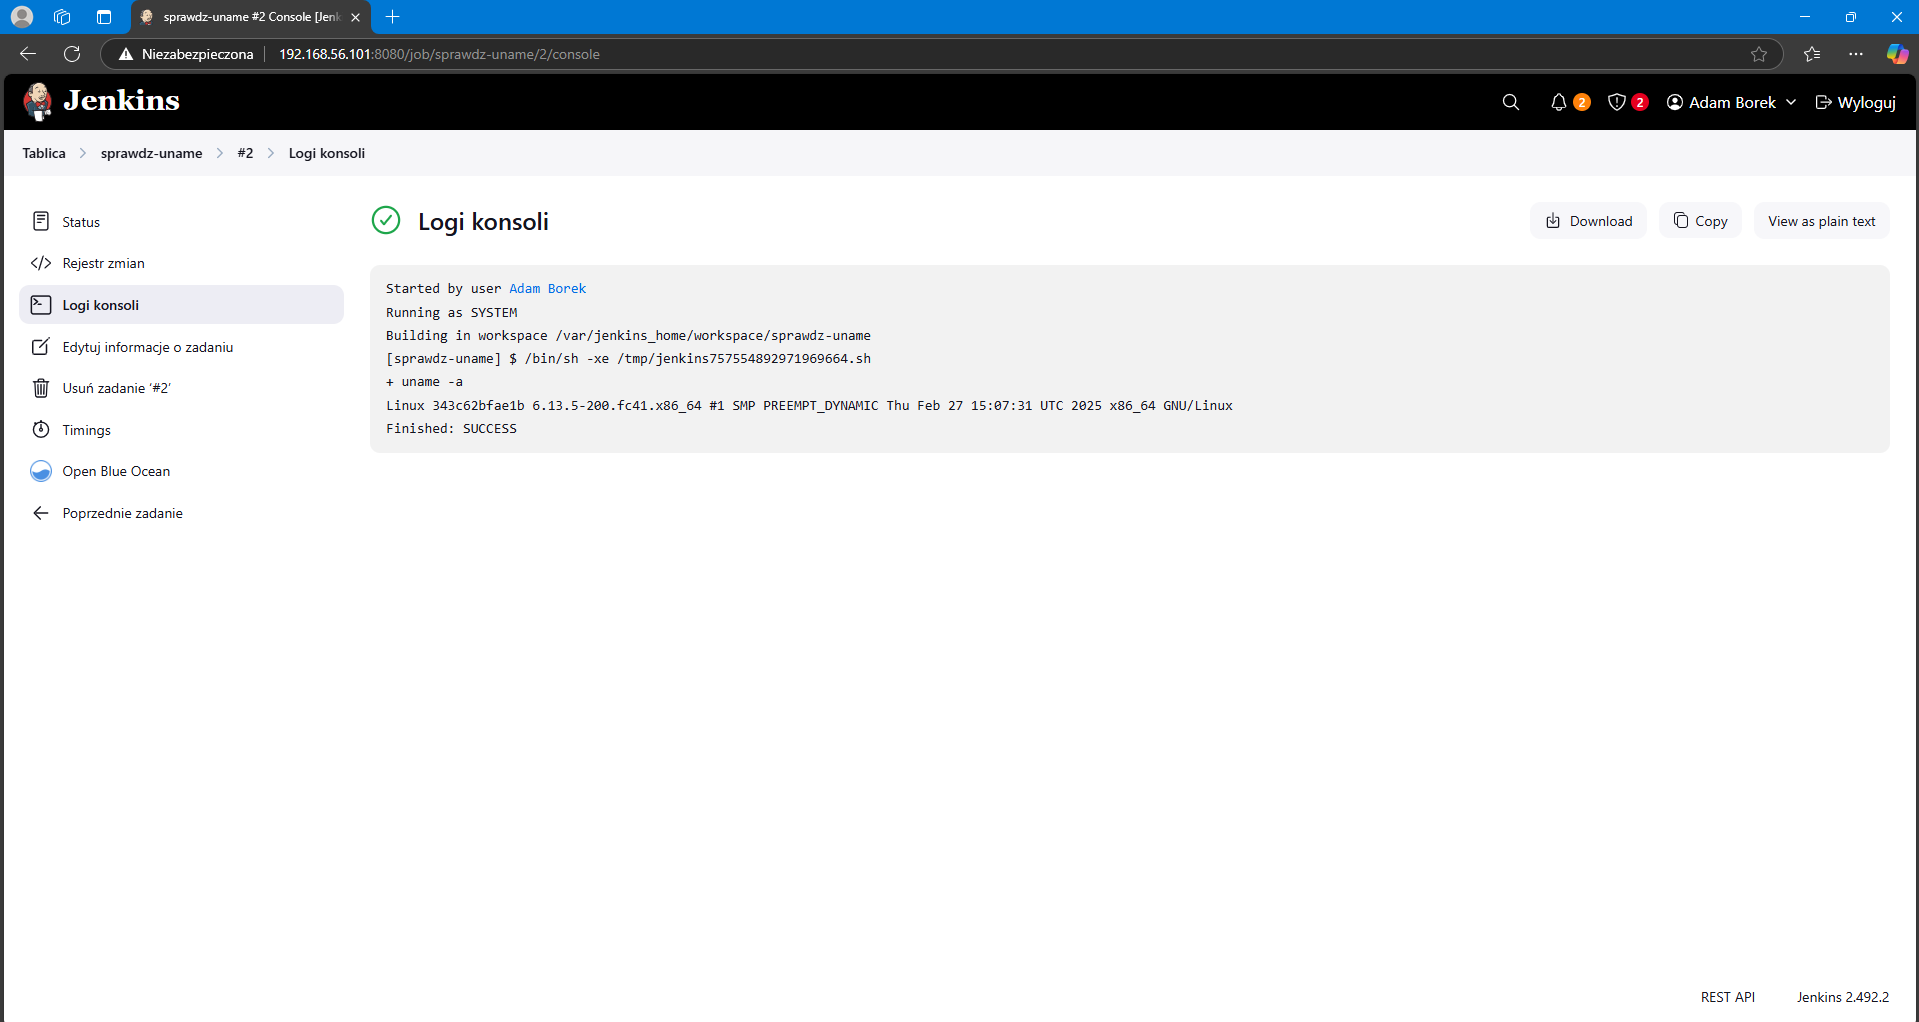 sprawdz-uname #2 Console [Jenk
Niezabezpieczona 192.168.56.101:8080/job/sprawdz-uname/2/console
Jenkins 2 2 Adam Borek Wyloguj
Tablica sprawdz-uname #2 Logi konsoli
Status
Rejestr zmian
Logi konsoli
Edytuj informacje o zadaniu
Usuń zadanie ‘#2’
Timings
Open Blue Ocean
Poprzednie zadanie
Logi konsoli
Download Copy View as plain text
Started by user Adam Borek
Running as SYSTEM
Building in workspace /var/jenkins_home/workspace/sprawdz-uname
[sprawdz-uname] $ /bin/sh -xe /tmp/jenkins757554892971969664.sh
+ uname -a
Linux 343c62bfae1b 6.13.5-200.fc41.x86_64 #1 SMP PREEMPT_DYNAMIC Thu Feb 27 15:07:31 UTC 2025 x86_64 GNU/Linux
Finished: SUCCESS
REST API Jenkins 2.492.2